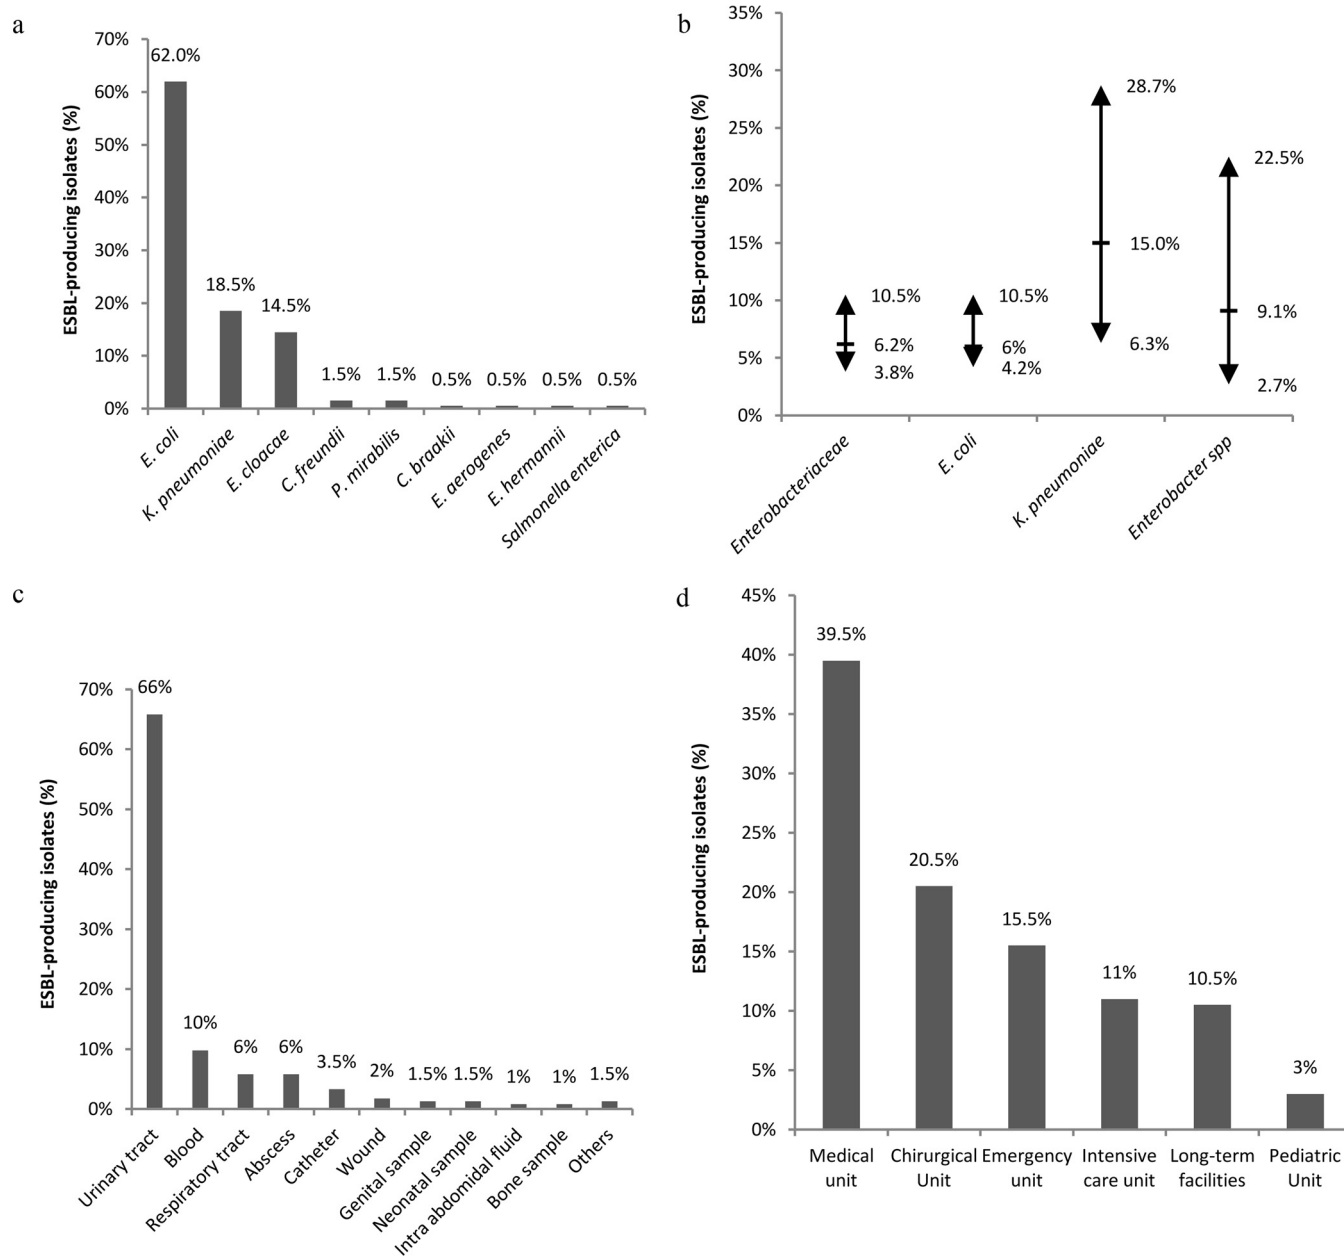 a
ESBL-producing isolates (%)
70%
60%
50%
40%
30%
20%
10%
0%
62.0%
18.5%
14.5%
1.5%
1.5%
0.5%
0.5%
0.5%
0.5%
E. coli
K. pneumoniae
E. cloacae
C. freundii
P. mirabilis
C. braakii
E. aerogenes
E. hermannii
Salmonella enterica
b
ESBL-producing isolates (%)
35%
30%
25%
20%
15%
10%
5%
0%
10.5%
6.2%
3.8%
10.5%
6%
4.2%
28.7%
15.0%
6.3%
22.5%
9.1%
2.7%
Enterobacteriaceae
E. coli
K. pneumoniae
Enterobacter spp
c
ESBL-producing isolates (%)
70%
60%
50%
40%
30%
20%
10%
0%
66%
10%
6%
6%
3.5%
2%
1.5%
1.5%
1%
1%
1.5%
Urinary tract
Blood
Respiratory tract
Abscess
Catheter
Wound
Genital sample
Neonatal sample
Intra abdomidal fluid
Bone sample
Others
d
ESBL-producing isolates (%)
45%
40%
35%
30%
25%
20%
15%
10%
5%
0%
39.5%
20.5%
15.5%
11%
10.5%
3%
Medical
unit
Chirurgical
Unit
Emergency
unit
Intensive
care unit
Long-term
facilities
Pediatric
Unit